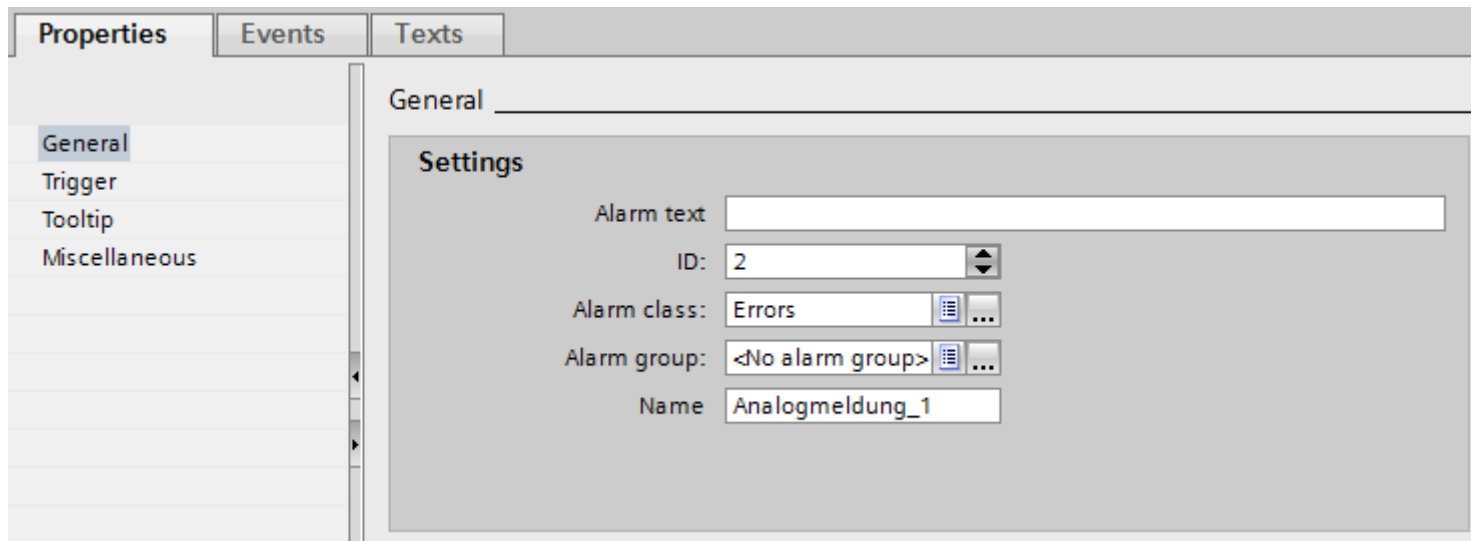 Properties Events Texts
General
Trigger
Tooltip
Miscellaneous
General
Settings
Alarm text
ID: 2
Alarm class: Errors ...
Alarm group: <No alarm group> ...
Name Analogmeldung_1